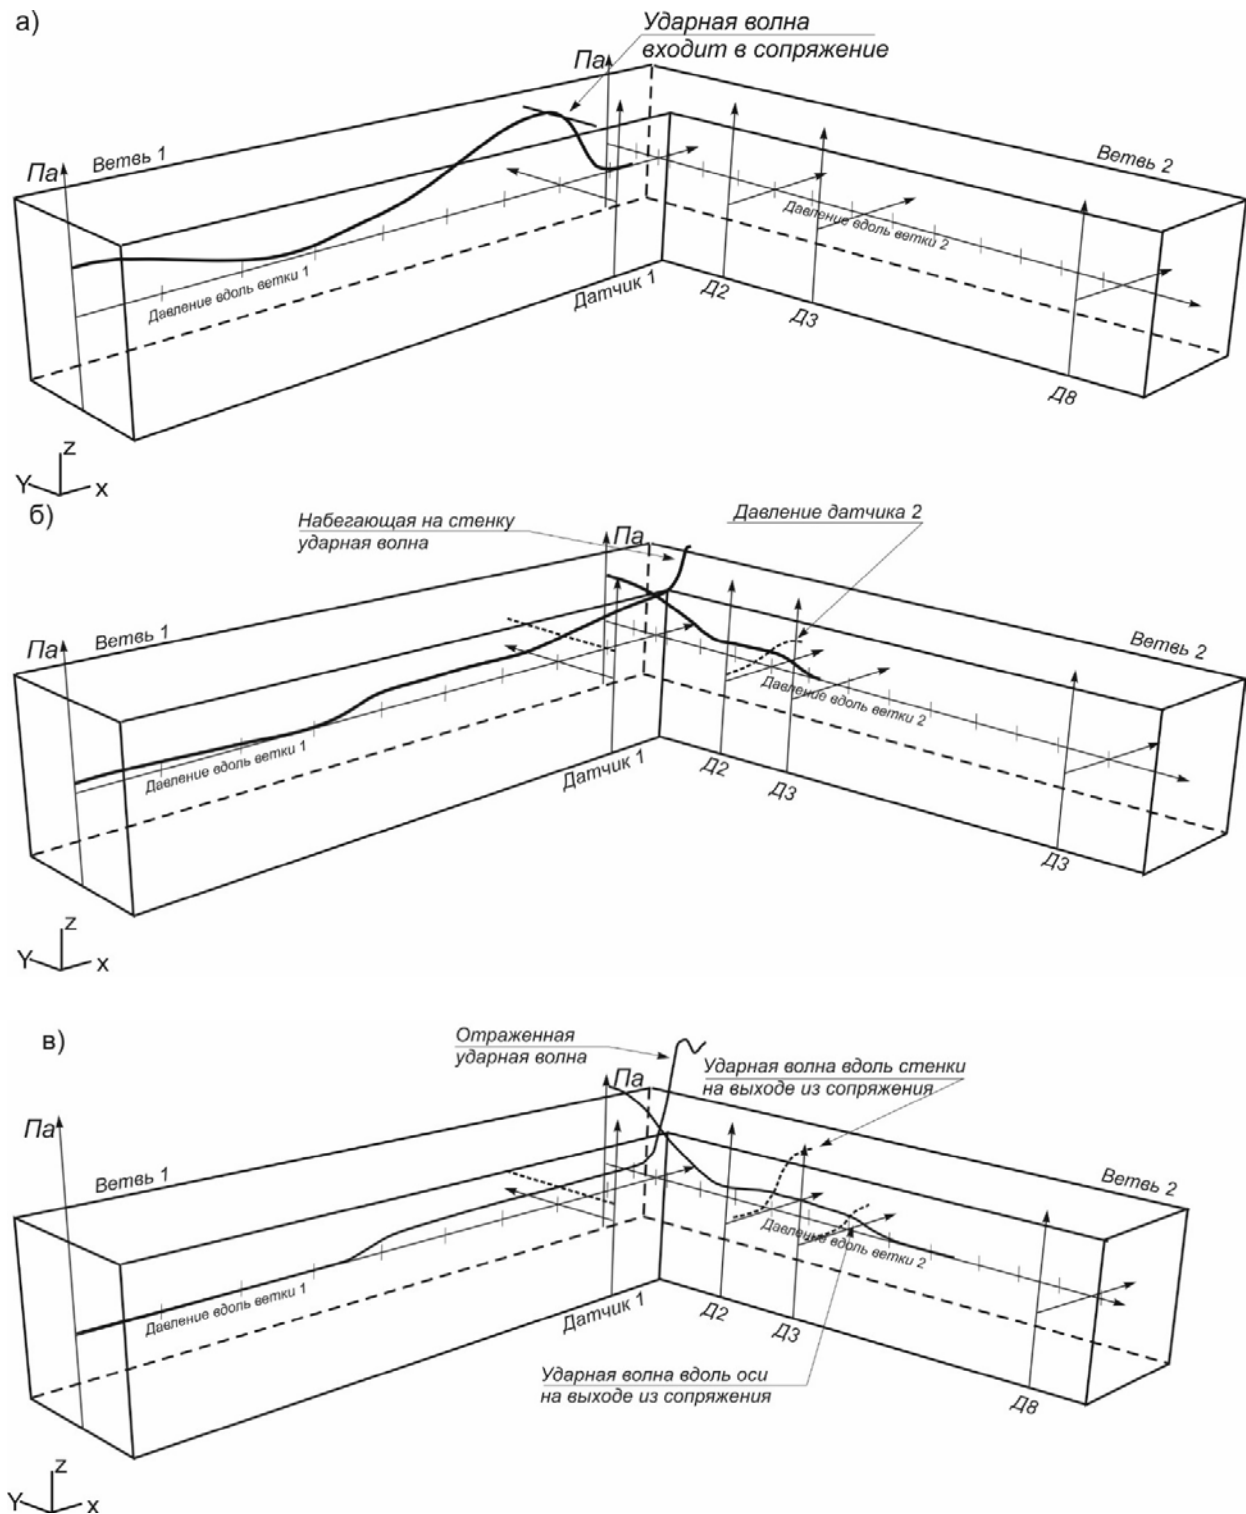 а)
Ударная волна
входит в сопряжение
Па
Па
Ветвь 1
Ветвь 2
Давление вдоль ветки 1
Давление вдоль ветки 2
Датчик 1
Д2
Д3
Д8
Z
Y
x
б)
Набегающая на стенку
ударная волна
Давление датчика 2
Па
Па
Ветвь 1
Ветвь 2
Давление вдоль ветки 1
Давление вдоль ветки 2
Датчик 1
Д2
Д3
Д3
Z
Y
x
в)
Отраженная
ударная волна
Ударная волна вдоль стенки
на выходе из сопряжения
Па
Па
Ветвь 1
Ветвь 2
Давление вдоль ветки 1
Давление вдоль ветки 2
Датчик 1
Д2
Д3
Ударная волна вдоль оси
на выходе из сопряжения
Д8
Z
Y
x